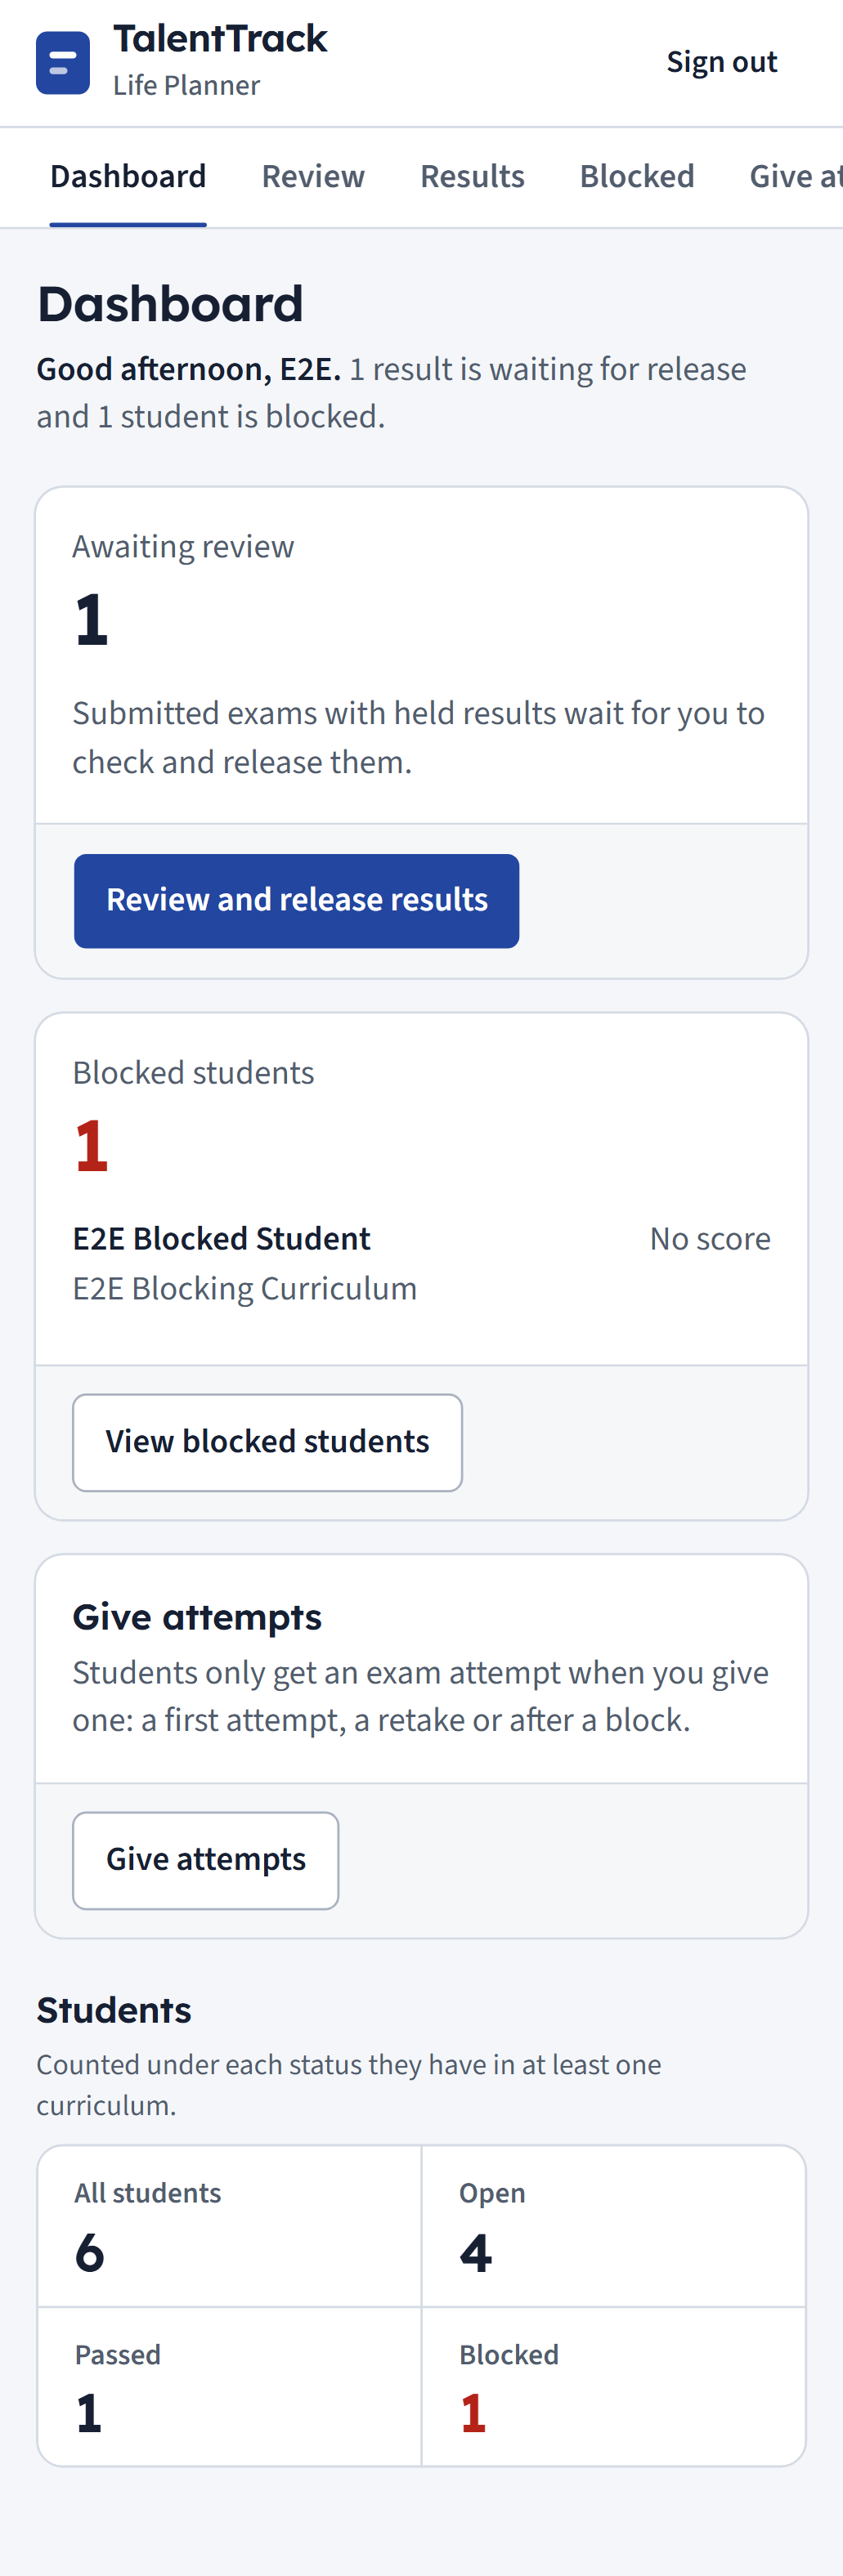 TalentTrack
Life Planner
Sign out
Dashboard
Review
Results
Blocked
Give at
Dashboard
Good afternoon, E2E. 1 result is waiting for release
and 1 student is blocked.
Awaiting review
1
Submitted exams with held results wait for you to
check and release them.
Review and release results
Blocked students
1
E2E Blocked Student
No score
E2E Blocking Curriculum
View blocked students
Give attempts
Students only get an exam attempt when you give
one: a first attempt, a retake or after a block.
Give attempts
Students
Counted under each status they have in at least one
curriculum.
All students
6
Open
4
Passed
1
Blocked
1